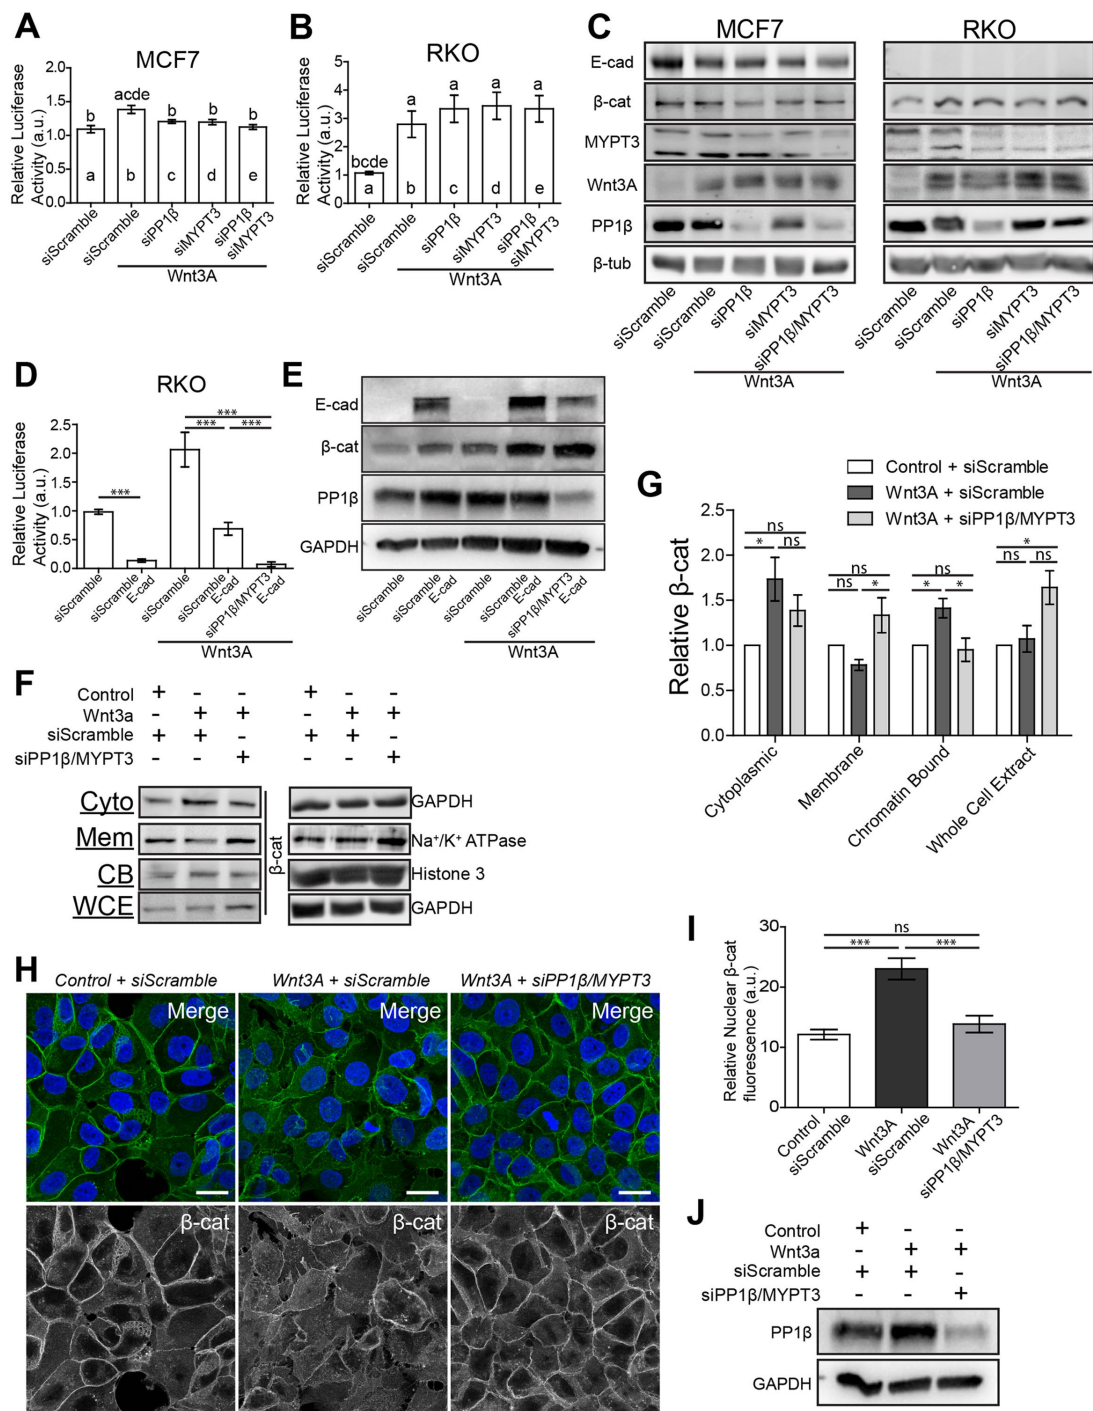 A
MCF7
Relative Luciferase
Activity (a.u.)
2.0
1.5
1.0
0.5
0.0
b
acde
b
b
b
a
b
c
d
e
siScramble
siScramble
siPP1β
siMYPT3
siPP1β
siMYPT3
Wnt3A
B
RKO
Relative Luciferase
Activity (a.u.)
5
4
3
2
1
0
bcde
a
a
a
a
a
b
c
d
e
siScramble
siScramble
siPP1β
siMYPT3
siPP1β
siMYPT3
Wnt3A
C
MCF7
RKO
E-cad
β-cat
MYPT3
Wnt3A
PP1β
β-tub
siScramble
siScramble
siPP1β
siMYPT3
siPP1β/MYPT3
Wnt3A
siScramble
siScramble
siPP1β
siMYPT3
siPP1β/MYPT3
Wnt3A
D
RKO
Relative Luciferase
Activity (a.u.)
2.5
2.0
1.5
1.0
0.5
0.0
***
***
***
***
siScramble
siScramble
E-cad
siScramble
siScramble
E-cad
siPP1β/MYPT3
E-cad
Wnt3A
E
E-cad
β-cat
PP1β
GAPDH
siScramble
siScramble
E-cad
siScramble
siScramble
E-cad
siPP1β/MYPT3
E-cad
Wnt3A
F
Control + - - + - -
Wnt3a - + + - + +
siScramble + + - + + -
siPP1β/MYPT3 - - + - - +
Cyto
Mem
CB
WCE
β-cat
GAPDH
Na⁺/K⁺ ATPase
Histone 3
GAPDH
G
Control + siScramble
Wnt3A + siScramble
Wnt3A + siPP1β/MYPT3
Relative β-cat
2.5
2.0
1.5
1.0
0.5
0.0
ns
* ns
ns
ns *
ns
* *
*
ns ns
Cytoplasmic
Membrane
Chromatin Bound
Whole Cell Extract
H
Control + siScramble
Wnt3A + siScramble
Wnt3A + siPP1β/MYPT3
Merge
Merge
Merge
β-cat
β-cat
β-cat
I
Relative Nuclear β-cat
fluorescence (a.u.)
30
20
10
0
ns
*** ***
Control
siScramble
Wnt3A
siScramble
Wnt3A
siPP1β/MYPT3
J
Control + - -
Wnt3a - + +
siScramble + + -
siPP1β/MYPT3 - - +
PP1β
GAPDH